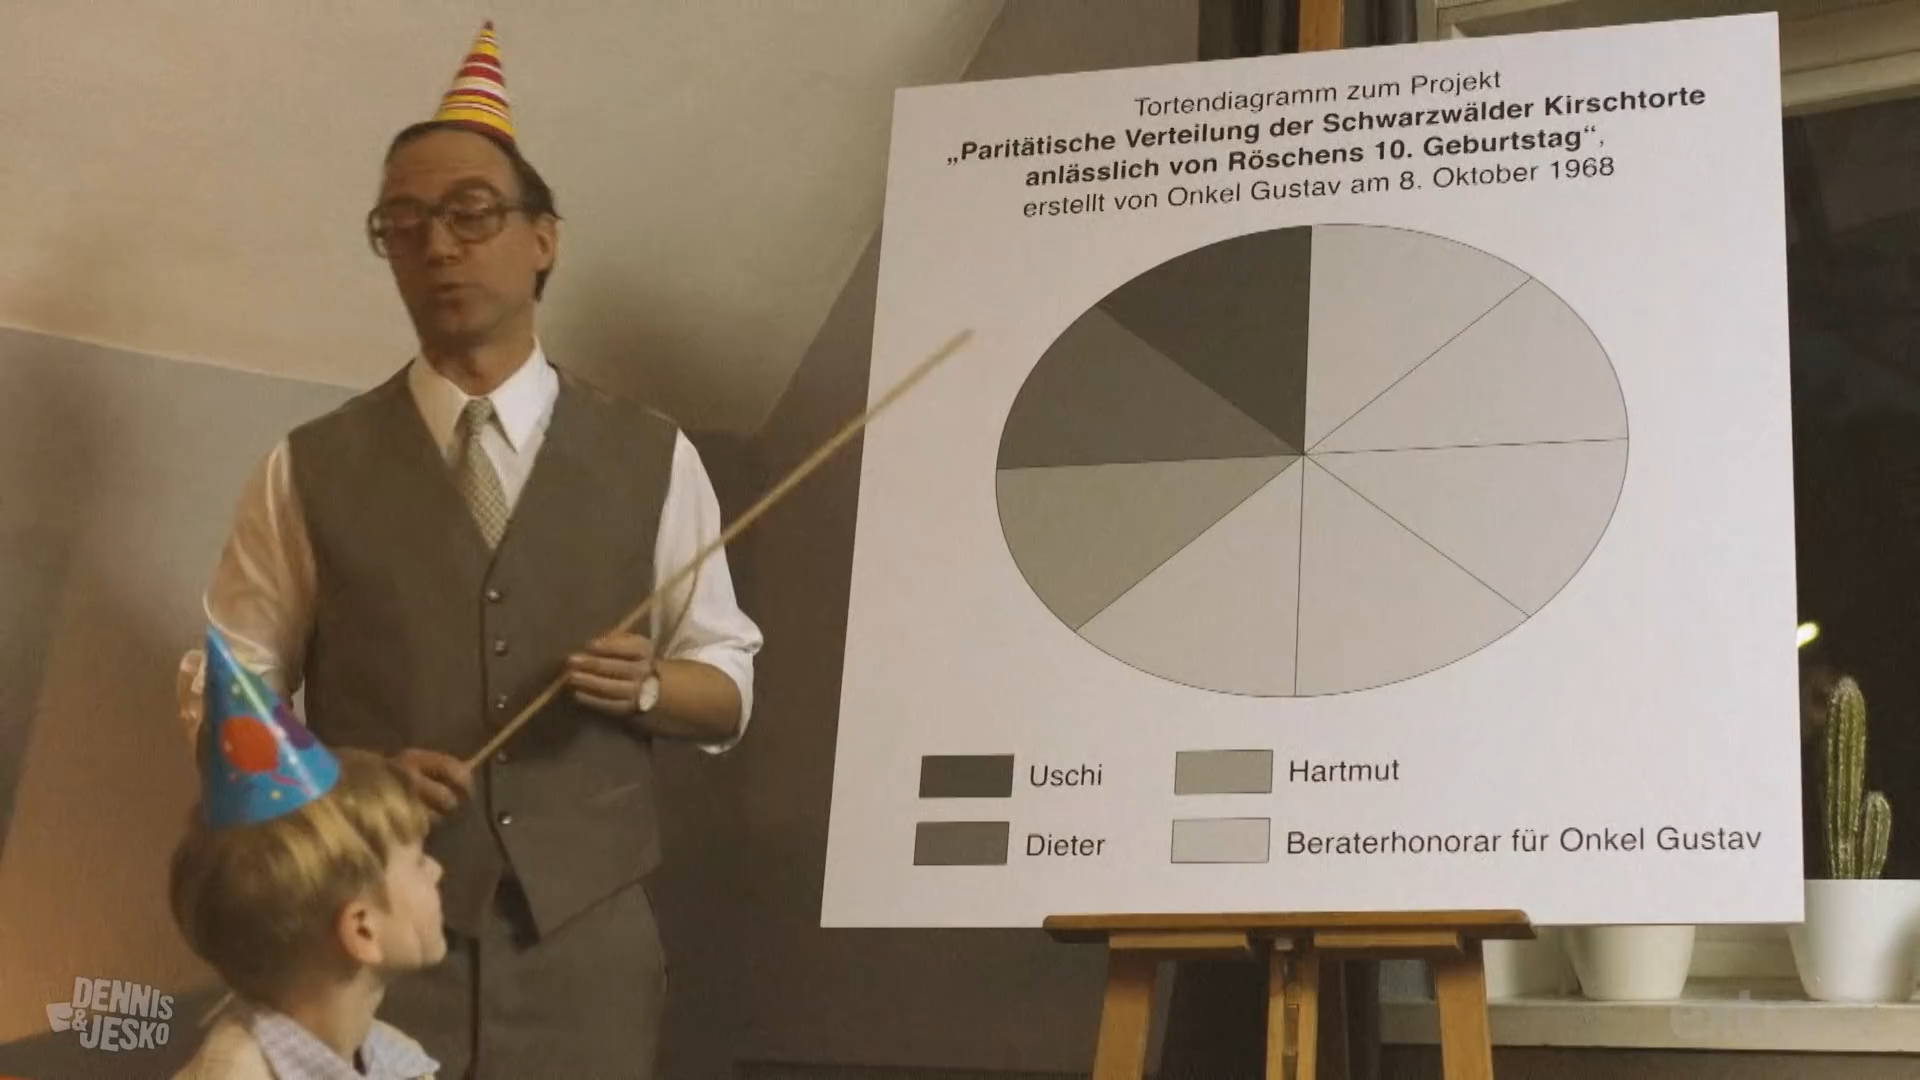 Tortendiagramm zum Projekt
„Paritätische Verteilung der Schwarzwälder Kirschtorte
anlässlich von Röschens 10. Geburtstag“,
erstellt von Onkel Gustav am 8. Oktober 1968
Uschi
Hartmut
Dieter
Beraterhonorar für Onkel Gustav
DENNIS
& JESKO